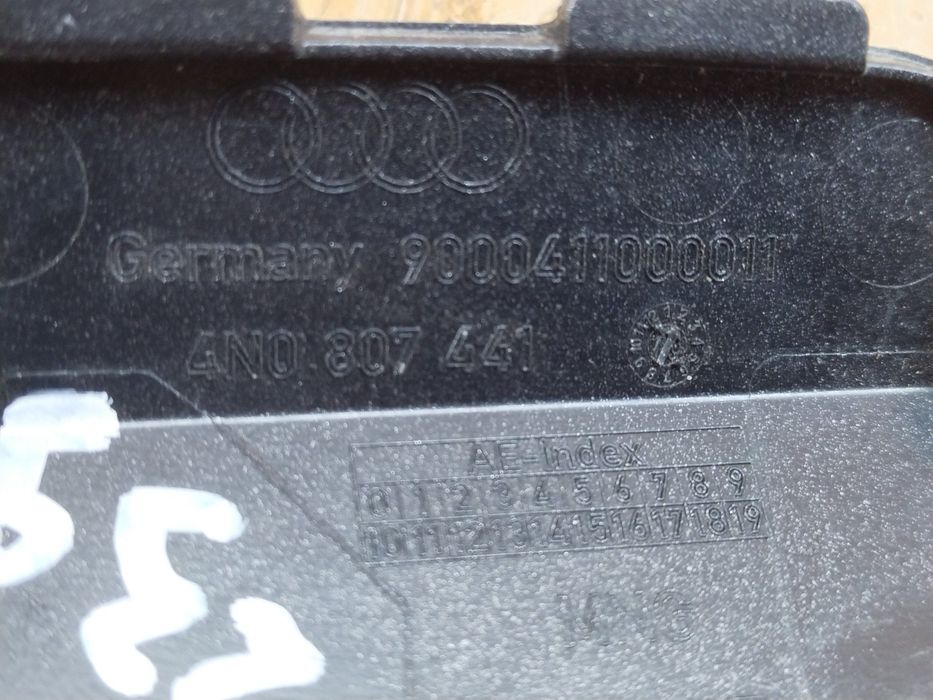 Germany 9000411000011
4N0 807 441
AE-Index
0 1 2 3 4 5 6 7 8 9
10 11 12 13 14 15 16 17 18 19